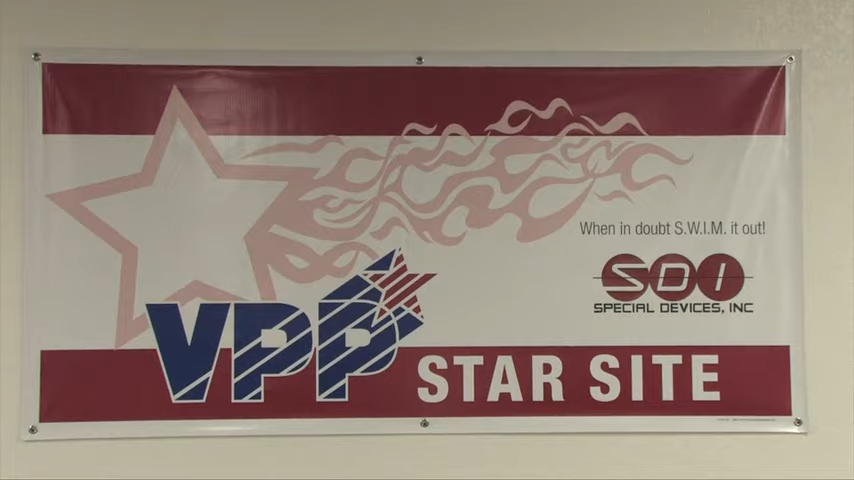 When in doubt S.W.I.M. it out!
SDI
SPECIAL DEVICES, INC
VPP
STAR SITE